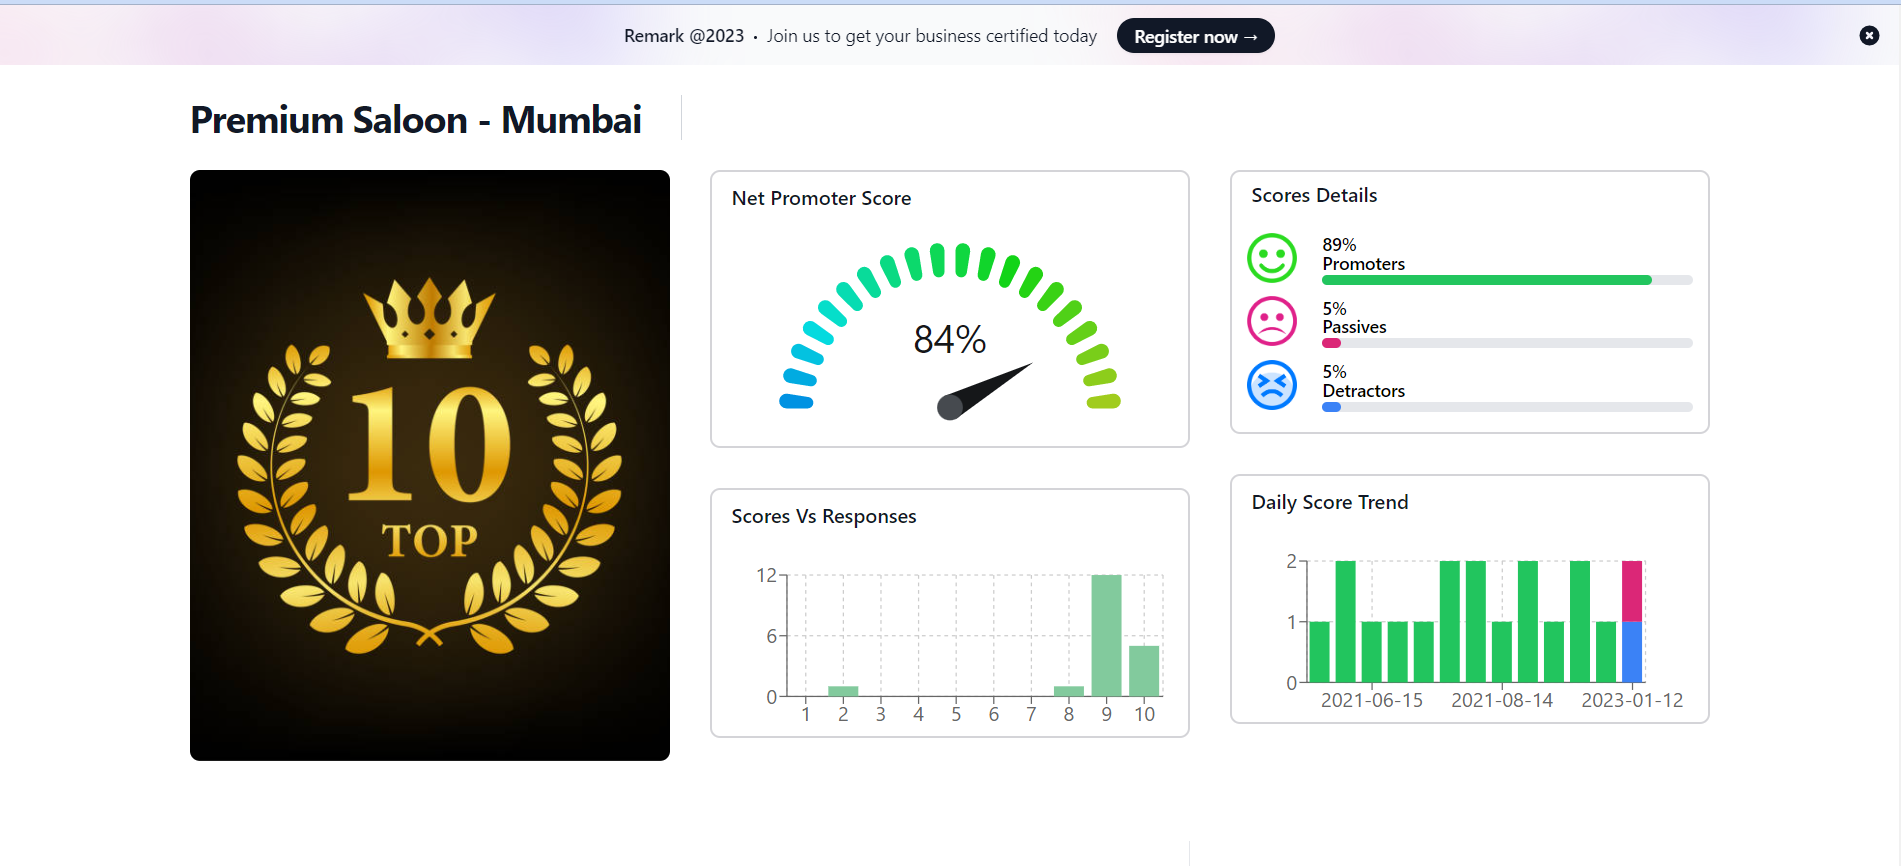 Remark @2023 • Join us to get your business certified today Register now →
Premium Saloon - Mumbai
10
TOP
Net Promoter Score
84%
Scores Details
89%
Promoters
5%
Passives
5%
Detractors
Scores Vs Responses
12
6
0
1 2 3 4 5 6 7 8 9 10
Daily Score Trend
2
1
0
2021-06-15 2021-08-14 2023-01-12